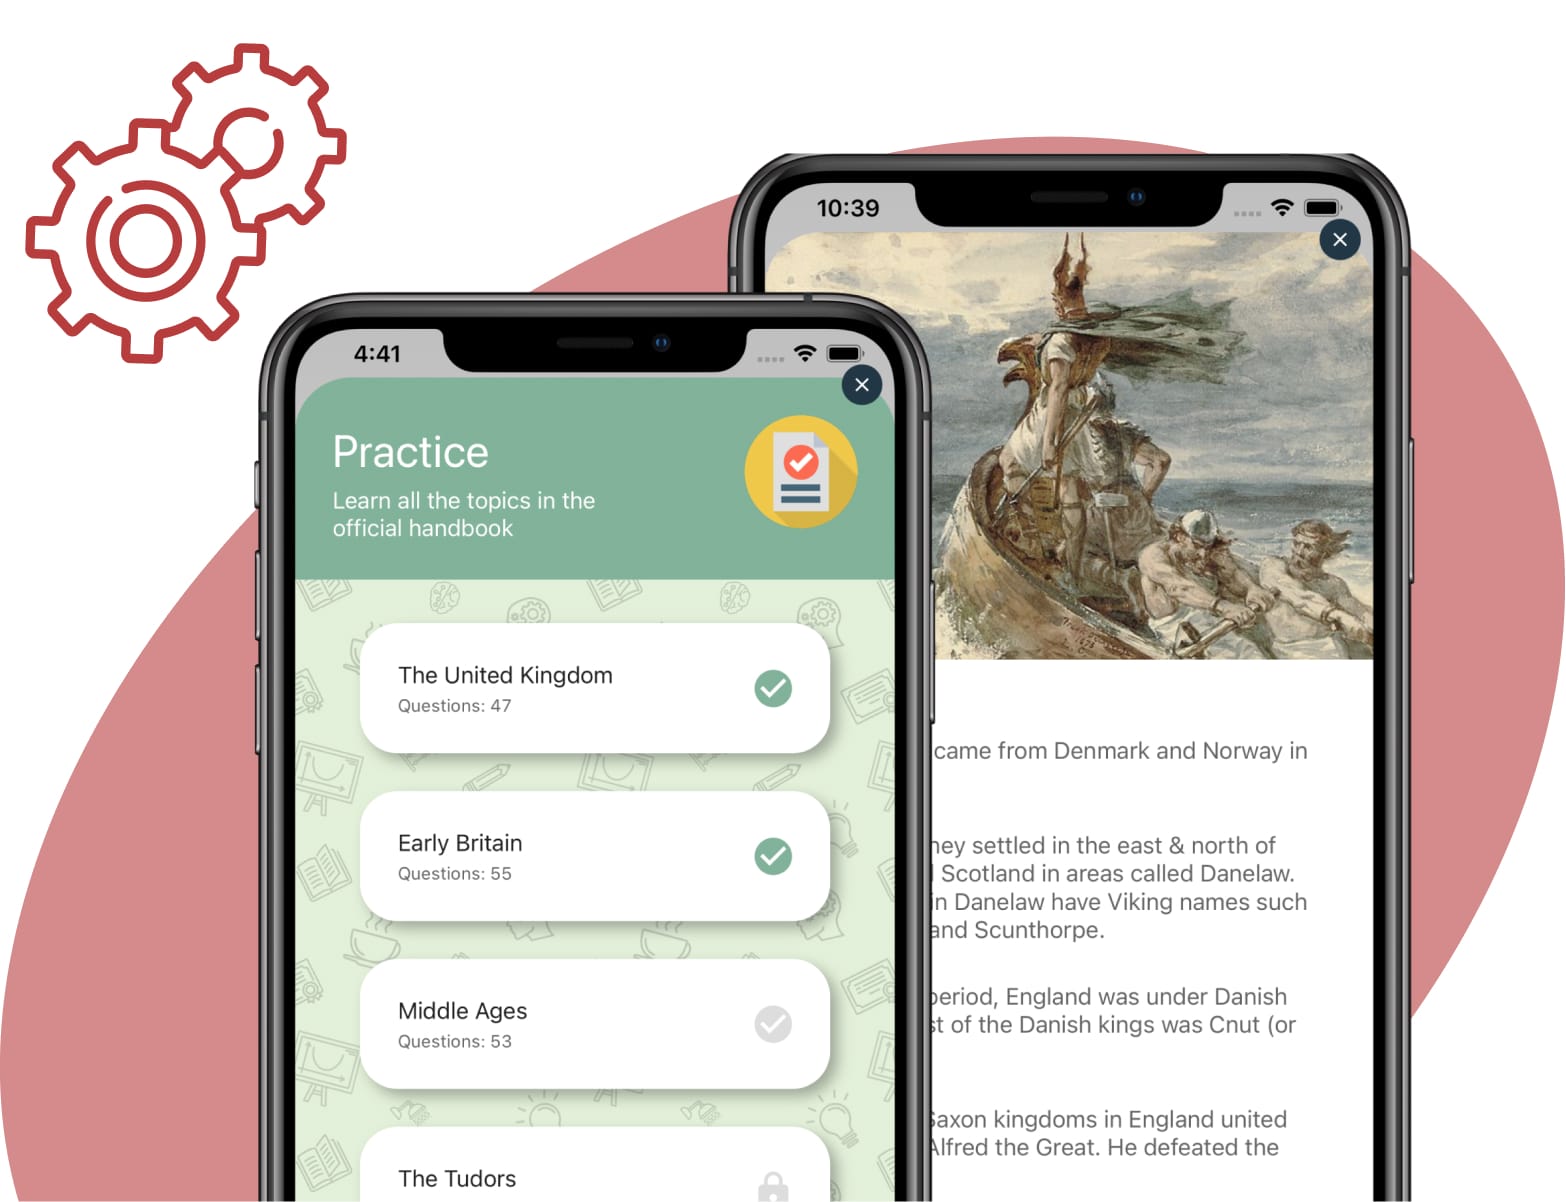 4:41
Practice
Learn all the topics in the
official handbook
The United Kingdom
Questions: 47
Early Britain
Questions: 55
Middle Ages
Questions: 53
The Tudors
10:39
came from Denmark and Norway in
settled in the east & north of
Scotland in areas called Danelaw.
in Danelaw have Viking names such
and Scunthorpe.
period, England was under Danish
of the Danish kings was Cnut (or
Saxon kingdoms in England united
Alfred the Great. He defeated the